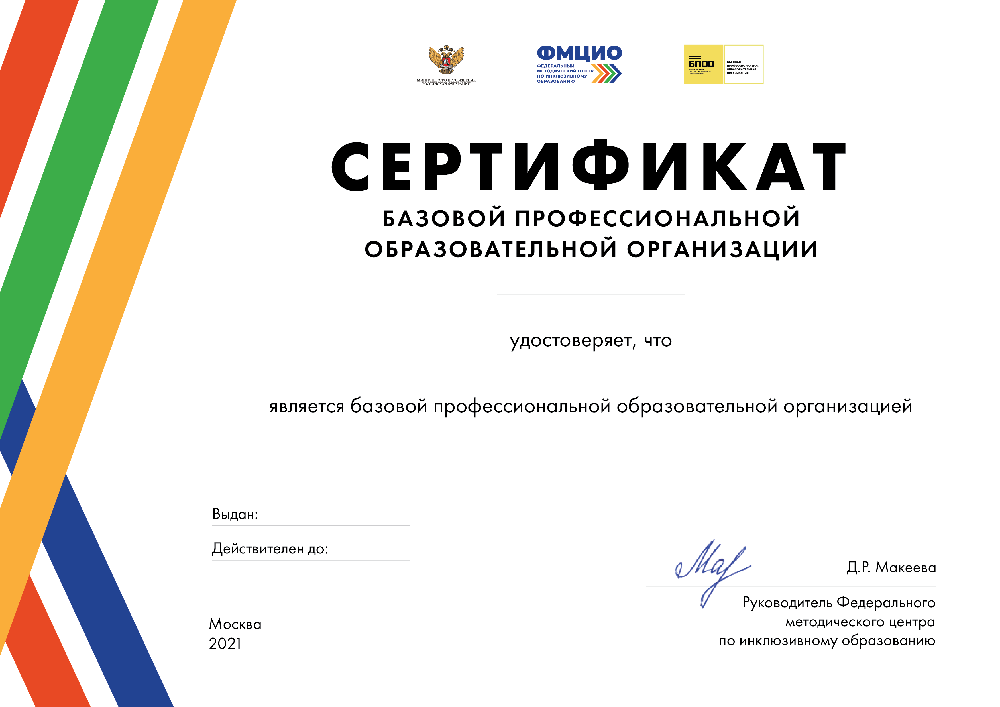 МИНИСТЕРСТВО ПРОСВЕЩЕНИЯ
РОССИЙСКОЙ ФЕДЕРАЦИИ
ФМЦИО
ФЕДЕРАЛЬНЫЙ
МЕТОДИЧЕСКИЙ ЦЕНТР
ПО ИНКЛЮЗИВНОМУ
ОБРАЗОВАНИЮ
БПОО
ИНКЛЮЗИВНОЕ
ПРОФЕССИОНАЛЬНОЕ
ОБРАЗОВАНИЕ
БАЗОВАЯ
ПРОФЕССИОНАЛЬНАЯ
ОБРАЗОВАТЕЛЬНАЯ
ОРГАНИЗАЦИЯ
СЕРТИФИКАТ
БАЗОВОЙ ПРОФЕССИОНАЛЬНОЙ
ОБРАЗОВАТЕЛЬНОЙ ОРГАНИЗАЦИИ
удостоверяет, что
является базовой профессиональной образовательной организацией
Выдан:
Действителен до:
Москва
2021
Д.Р. Макеева
Руководитель Федерального
методического центра
по инклюзивному образованию